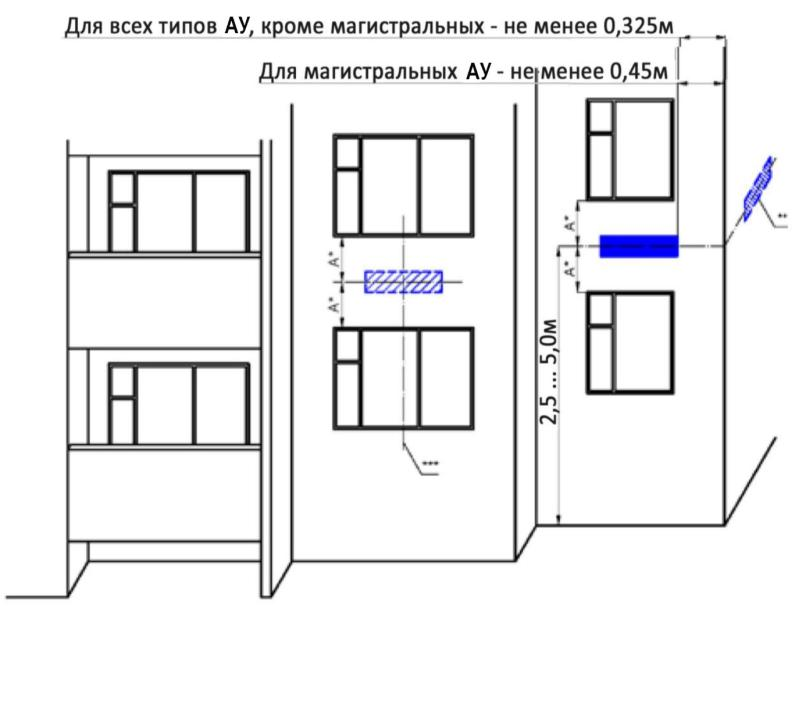 Для всех типов АУ, кроме магистральных - не менее 0,325м
Для магистральных АУ - не менее 0,45м
A*
A*
A*
A*
2,5 ... 5,0м
***